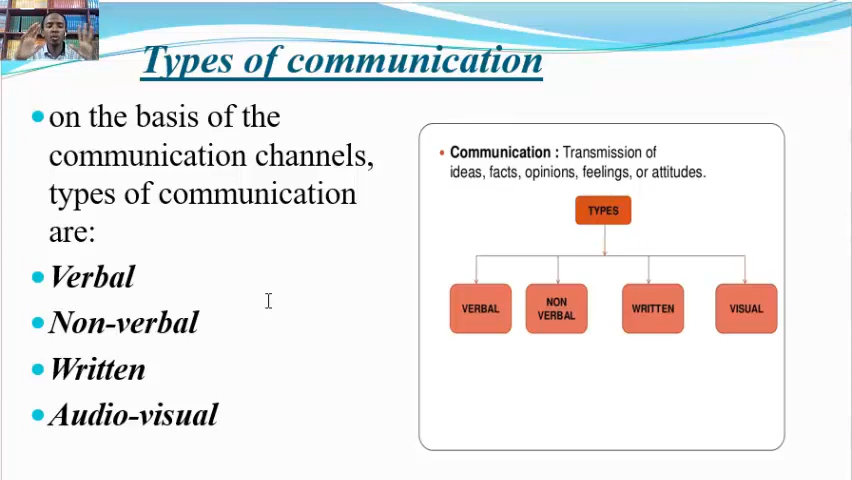 Types of communication
on the basis of the
communication channels,
types of communication
are:
Verbal
Non-verbal
Written
Audio-visual
Communication : Transmission of
ideas, facts, opinions, feelings, or attitudes.
TYPES
VERBAL
NON
VERBAL
WRITTEN
VISUAL